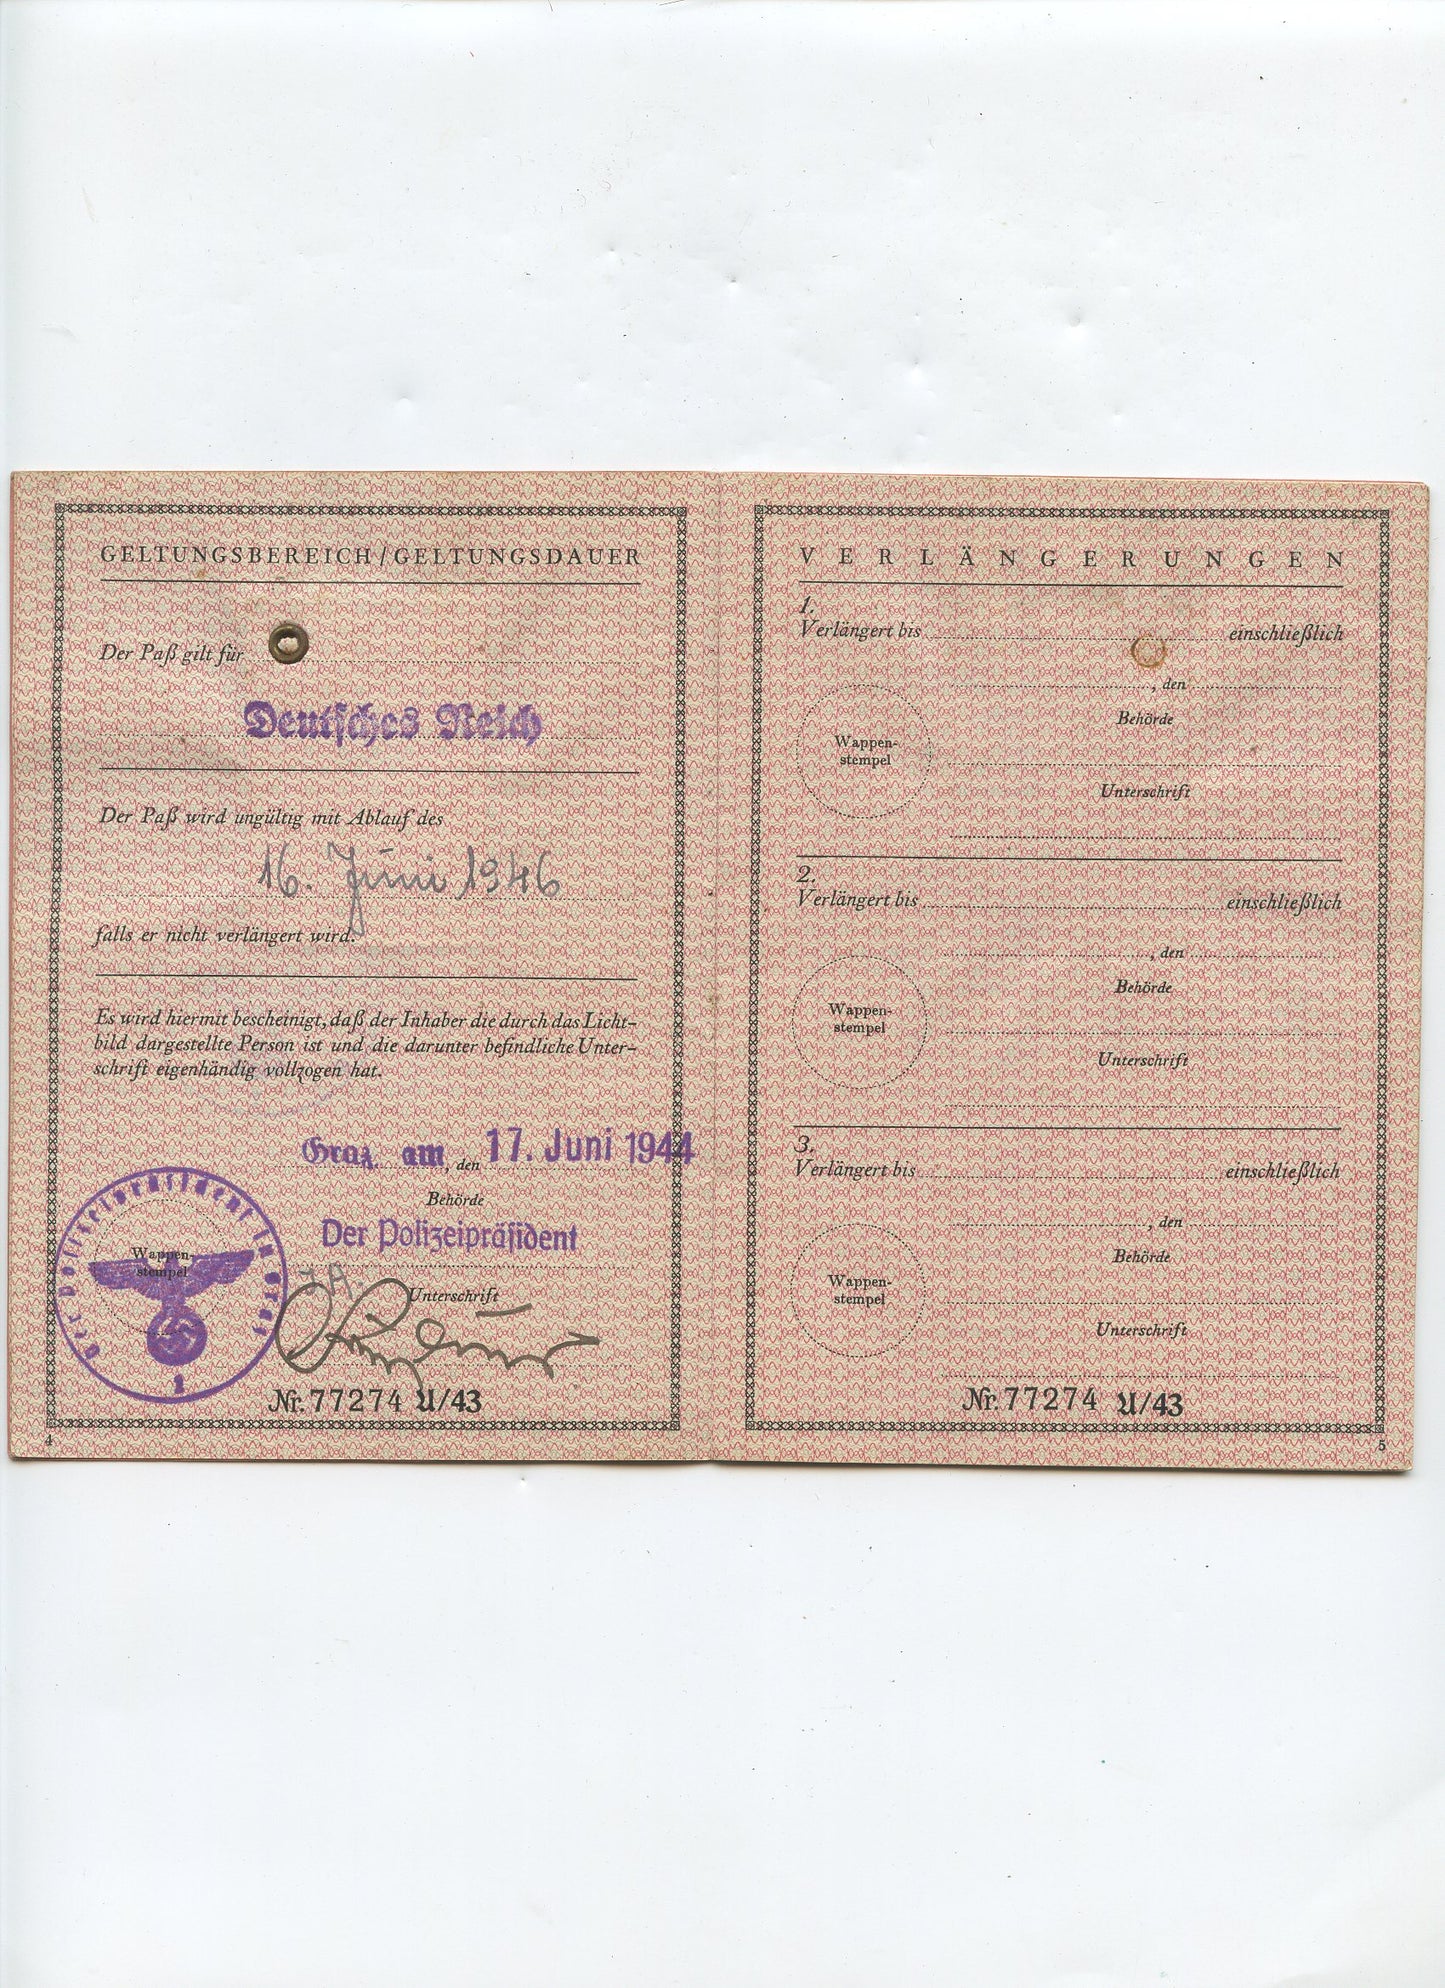 GELTUNGSBEREICH/GELTUNGSDAUER
Der Paß gilt für
Deutsches Reich
Der Paß wird ungültig mit Ablauf des
16. Juni 1946
falls er nicht verlängert wird.
Es wird hiermit bescheinigt, daß der Inhaber die durch das Licht-
bild dargestellte Person ist und die darunter befindliche Unter-
schrift eigenhändig vollzogen hat.
Graz am, den 17. Juni 1944
Behörde
Der Polizeipräsident
Der Polizeipräsident in Graz
Wappen-
stempel
I.A.
Unterschrift
Nr. 77274 U/43
4
VERLÄNGERUNGEN
1.
Verlängert bis einschließlich
, den
Behörde
Wappen-
stempel
Unterschrift
2.
Verlängert bis einschließlich
, den
Behörde
Wappen-
stempel
Unterschrift
3.
Verlängert bis einschließlich
, den
Behörde
Wappen-
stempel
Unterschrift
Nr. 77274 U/43
5